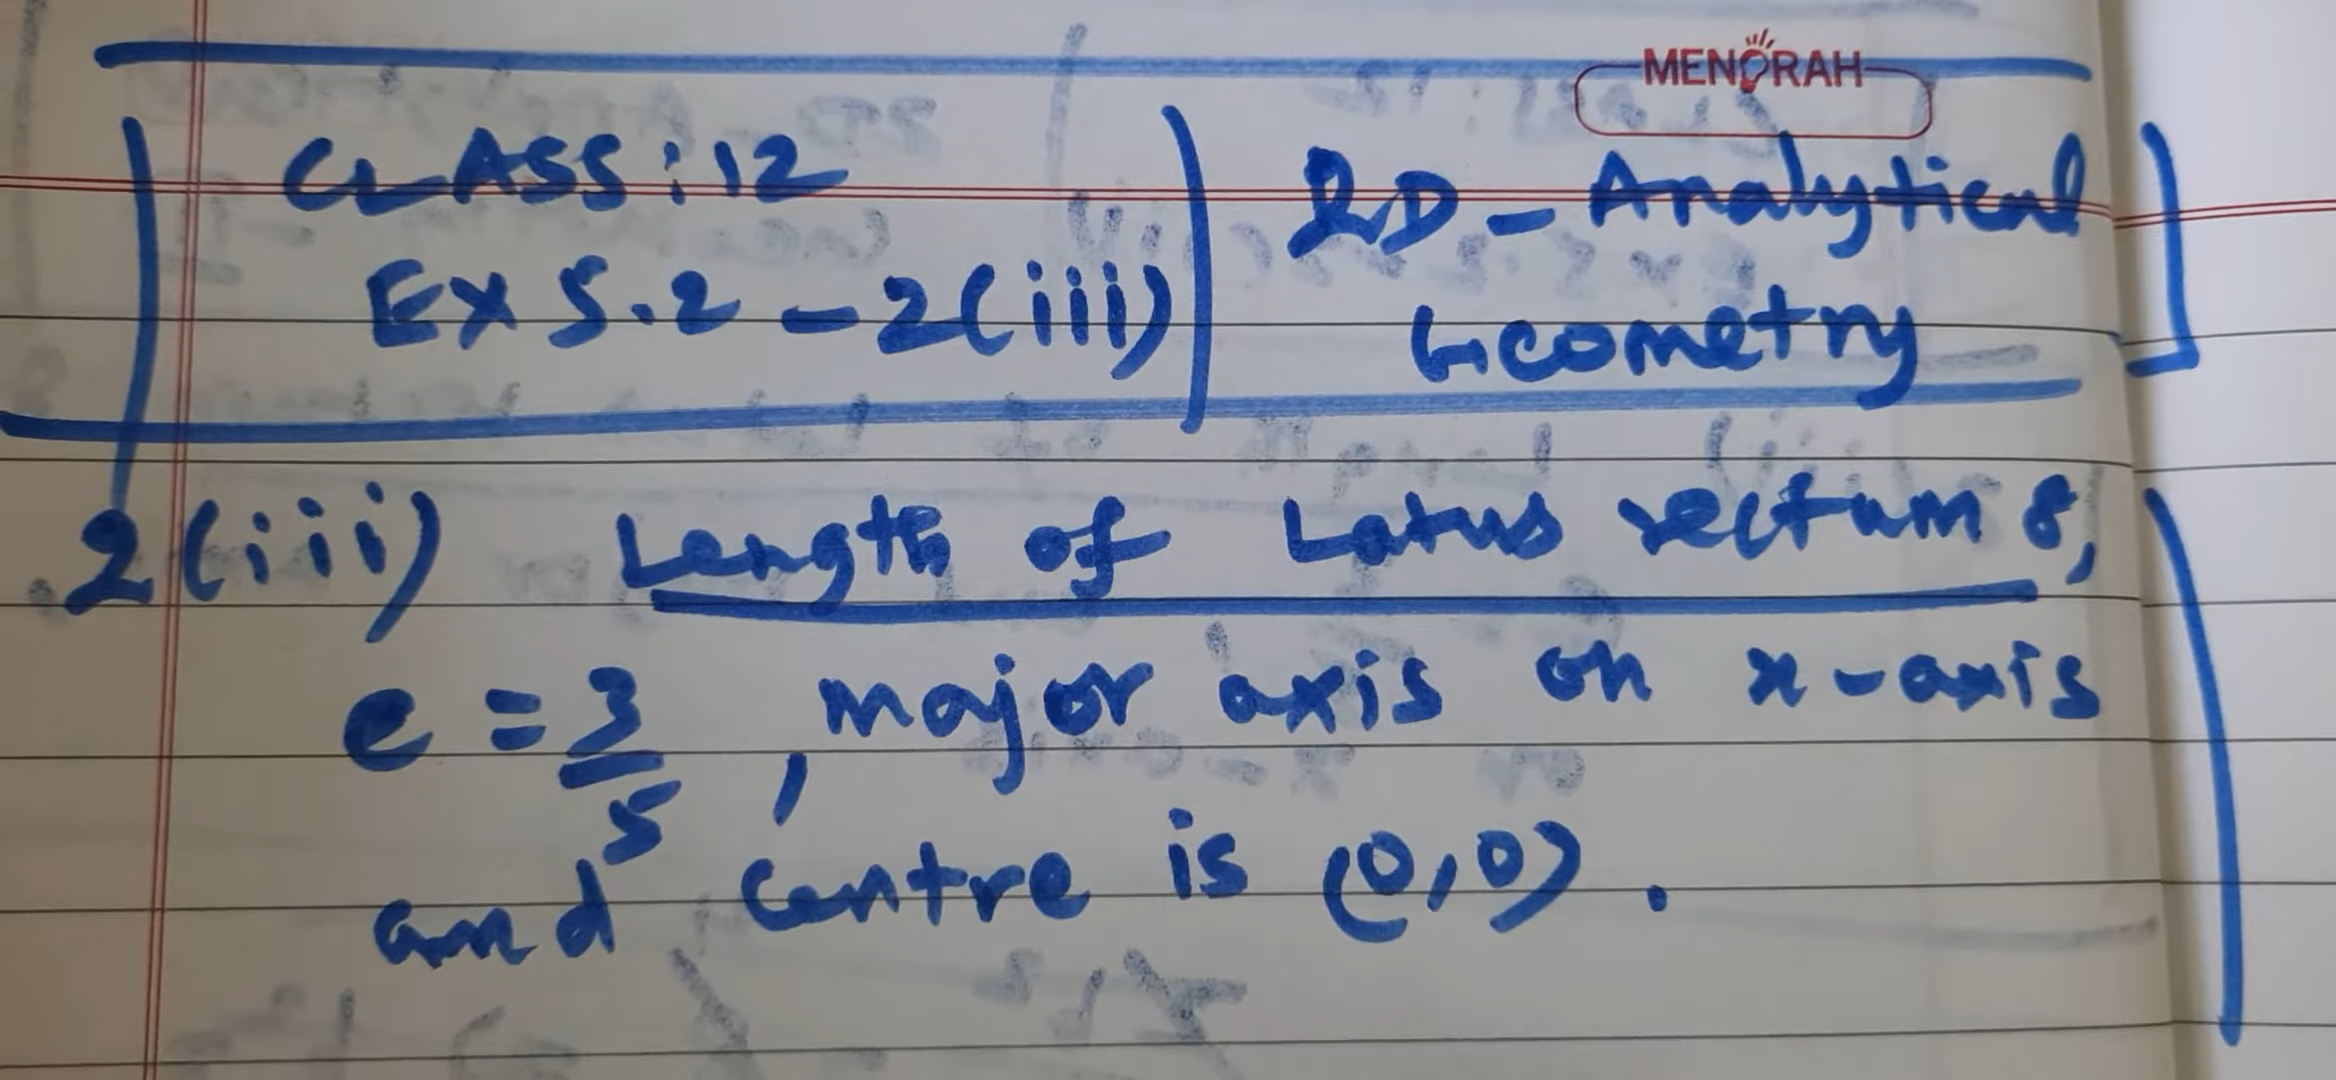 MENORAH
CLASS: 12
EX 5.2 - 2(iii)
2D - Analytical
Geometry
2(iii) Length of Latus rectum 8,
e = 3/5, major axis on x-axis
and centre is (0,0).